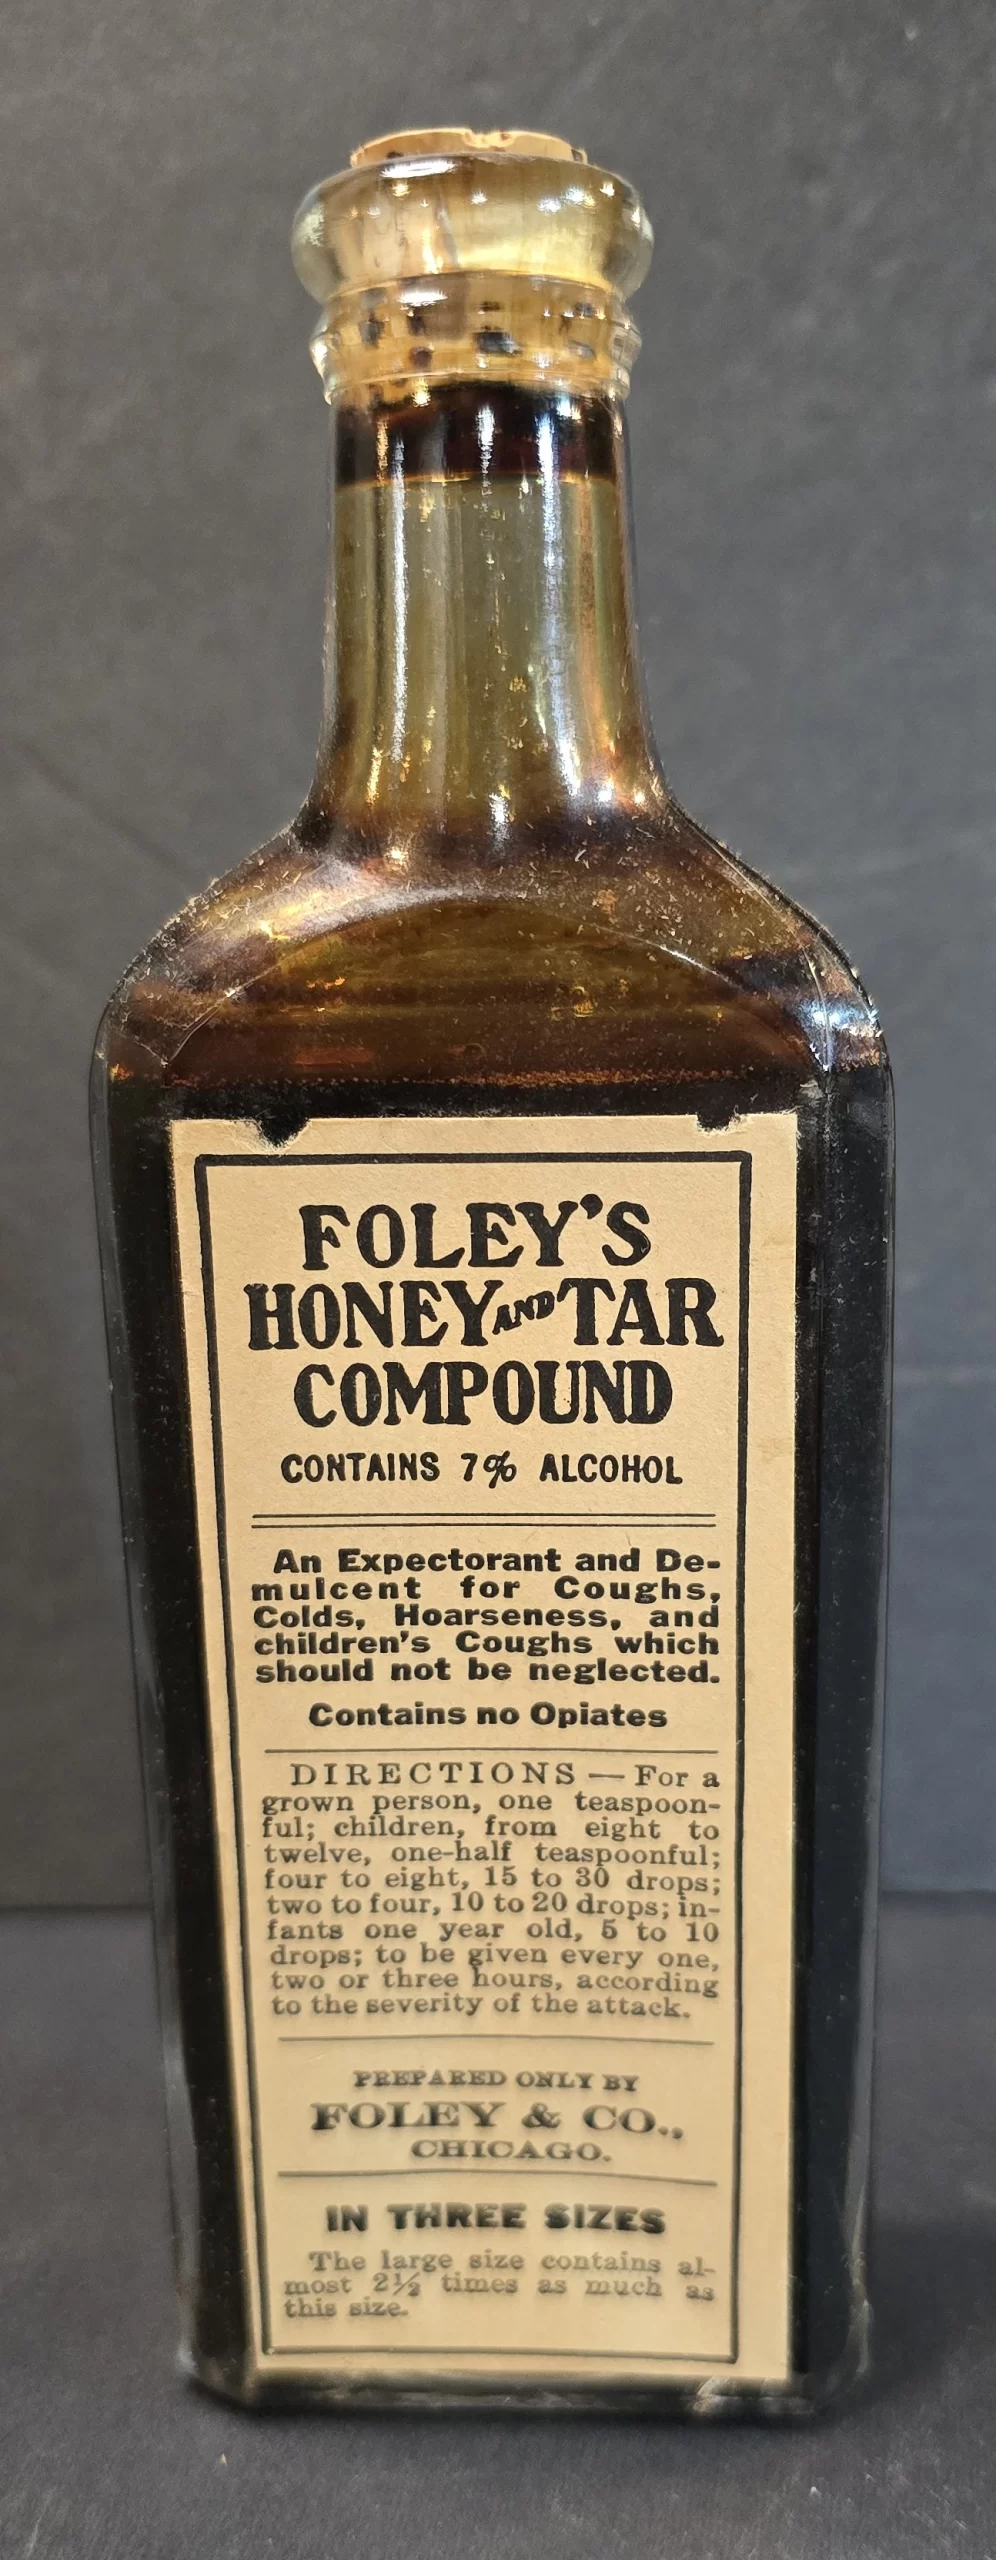 FOLEY'S
HONEY AND TAR
COMPOUND
CONTAINS 7% ALCOHOL
An Expectorant and De-
mulcent for Coughs,
Colds, Hoarseness, and
children's Coughs which
should not be neglected.
Contains no Opiates
DIRECTIONS — For a
grown person, one teaspoon-
ful; children, from eight to
twelve, one-half teaspoonful;
four to eight, 15 to 30 drops;
two to four, 10 to 20 drops; in-
fants one year old, 5 to 10
drops; to be given every one,
two or three hours, according
to the severity of the attack.
PREPARED ONLY BY
FOLEY & CO.,
CHICAGO.
IN THREE SIZES
The large size contains al-
most 2½ times as much as
this size.